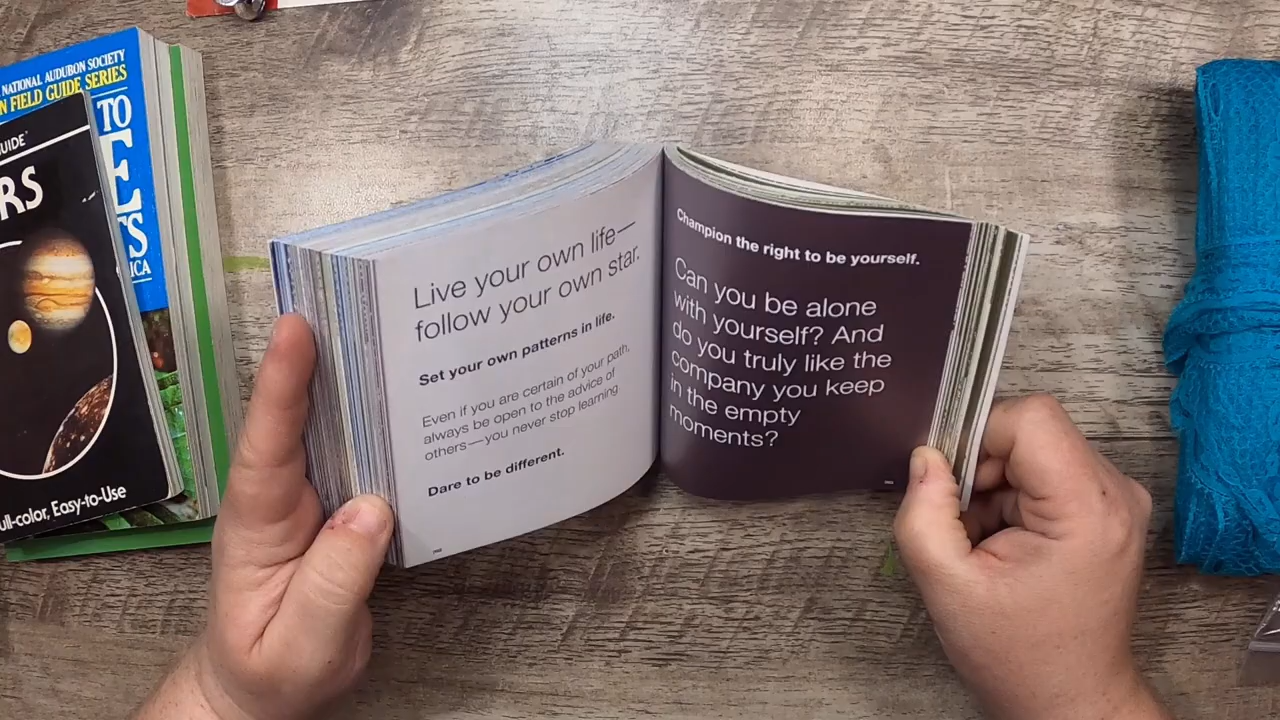 NATIONAL AUDUBON SOCIETY
N FIELD GUIDE SERIES
TO
E
S
ICA
GUIDE
RS
ull-color, Easy-to-Use
Live your own life—
follow your own star.
Set your own patterns in life.
Even if you are certain of your path,
always be open to the advice of
others—you never stop learning
Dare to be different.
Champion the right to be yourself.
Can you be alone
with yourself? And
do you truly like the
company you keep
in the empty
moments?